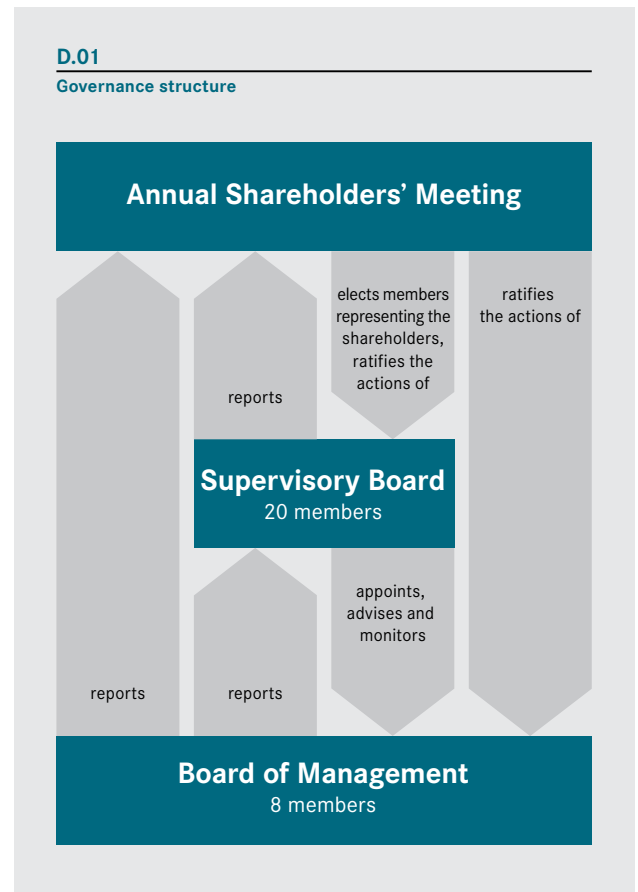 D.01
Governance structure
Annual Shareholders’ Meeting
elects members
representing the
shareholders,
ratifies the
actions of
ratifies
the actions of
reports
Supervisory Board
20 members
appoints,
advises and
monitors
reports
reports
Board of Management
8 members